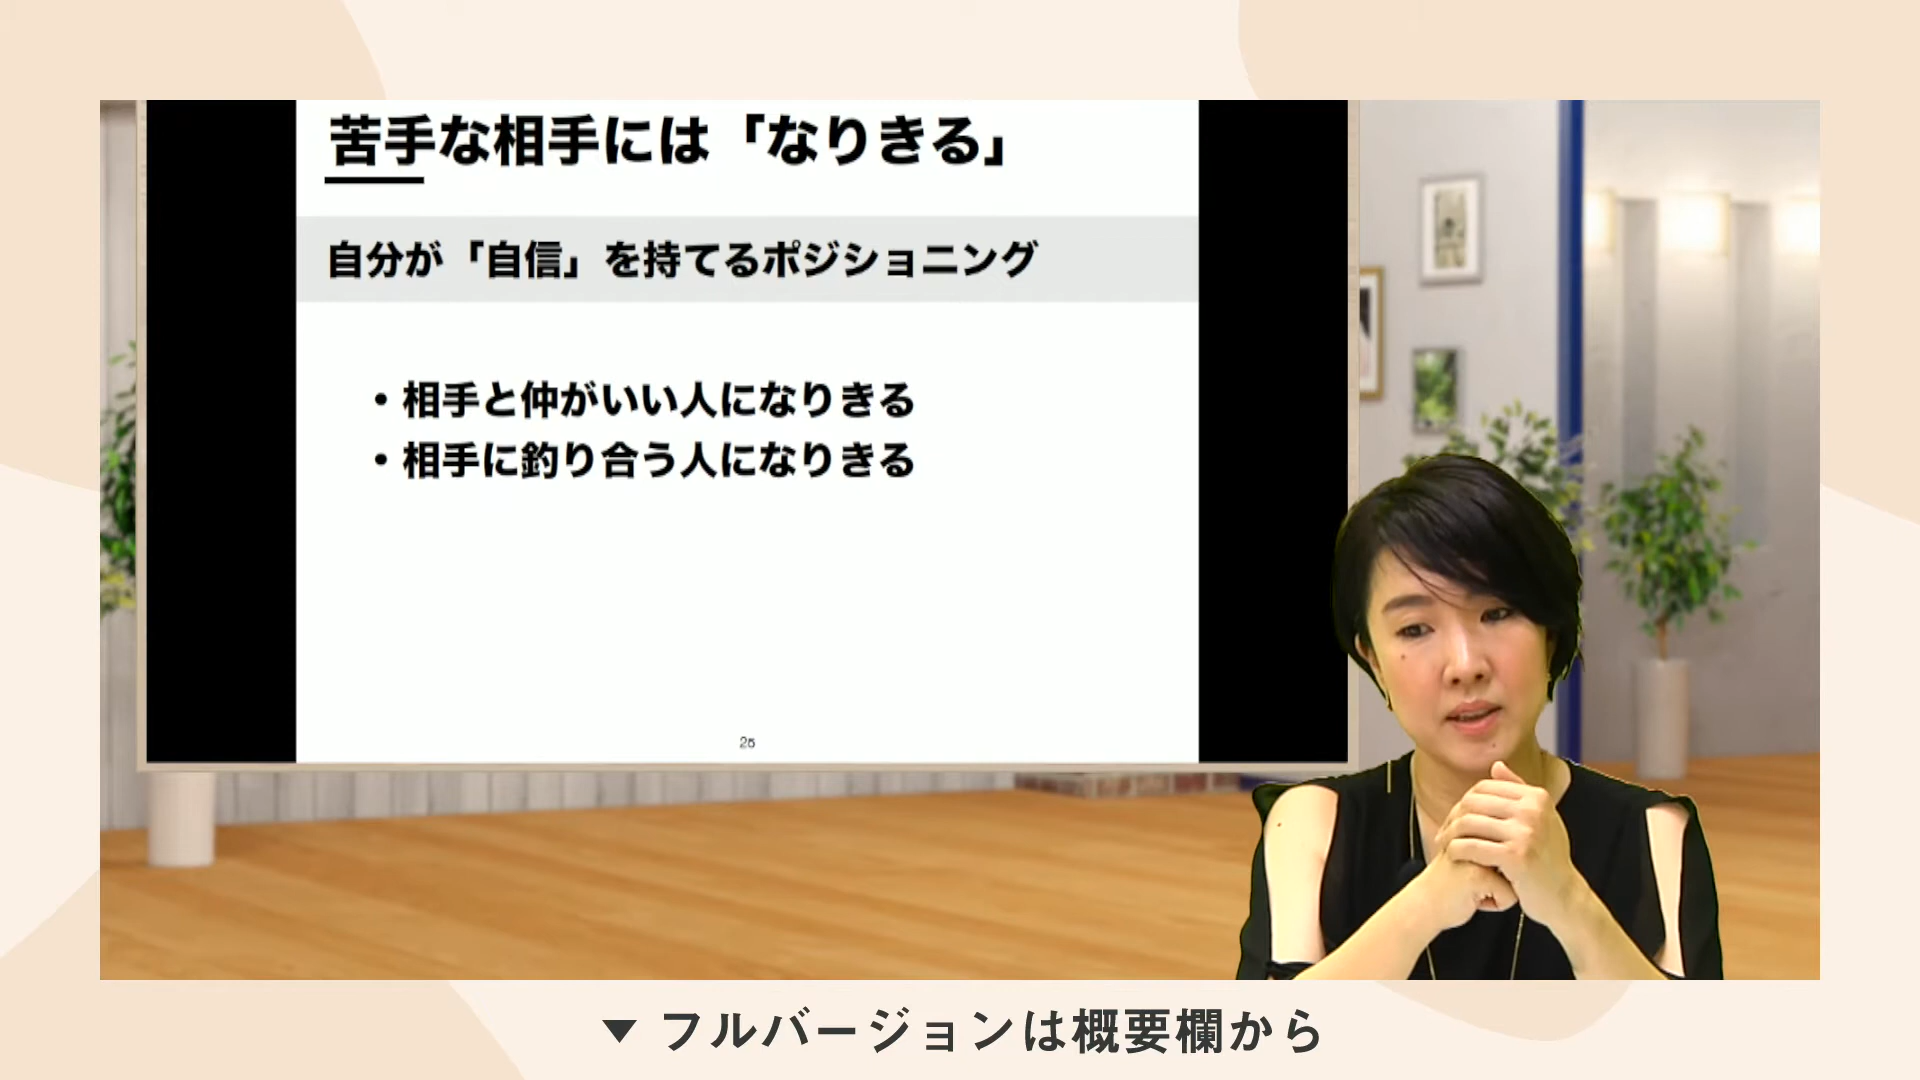 苦手な相手には「なりきる」
自分が「自信」を持てるポジショニング
・相手と仲がいい人になりきる
・相手に釣り合う人になりきる
25
▼ フルバージョンは概要欄から